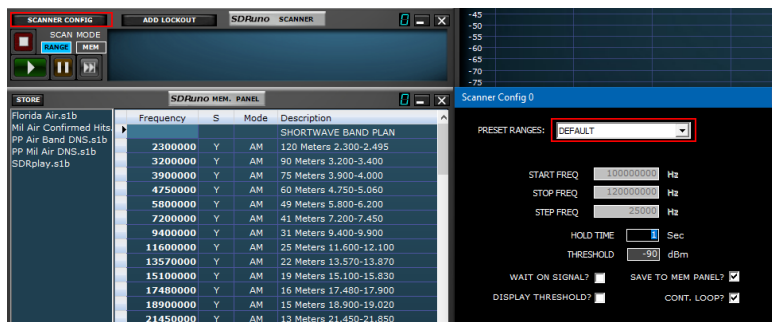 SCANNER CONFIG
ADD LOCKOUT
SDRuno SCANNER
0
SCAN MODE
RANGE MEM
-45
-50
-55
-60
-65
-70
-75
STORE
SDRuno MEM. PANEL
0
Florida Air.s1b
Mil Air Confirmed Hits.
PP Air Band DNS.s1b
PP Mil Air DNS.s1b
SDRplay.s1b
Frequency S Mode Description
SHORTWAVE BAND PLAN
2300000 Y AM 120 Meters 2.300-2.495
3200000 Y AM 90 Meters 3.200-3.400
3900000 Y AM 75 Meters 3.900-4.000
4750000 Y AM 60 Meters 4.750-5.060
5800000 Y AM 49 Meters 5.800-6.200
7200000 Y AM 41 Meters 7.200-7.450
9400000 Y AM 31 Meters 9.400-9.900
11600000 Y AM 25 Meters 11.600-12.100
13570000 Y AM 22 Meters 13.570-13.870
15100000 Y AM 19 Meters 15.100-15.830
17480000 Y AM 16 Meters 17.480-17.900
18900000 Y AM 15 Meters 18.900-19.020
21450000 Y AM 13 Meters 21.450-21.850
Scanner Config 0
PRESET RANGES: DEFAULT
START FREQ 100000000 Hz
STOP FREQ 120000000 Hz
STEP FREQ 25000 Hz
HOLD TIME 1 Sec
THRESHOLD -90 dBm
WAIT ON SIGNAL? SAVE TO MEM PANEL?
DISPLAY THRESHOLD? CONT. LOOP?